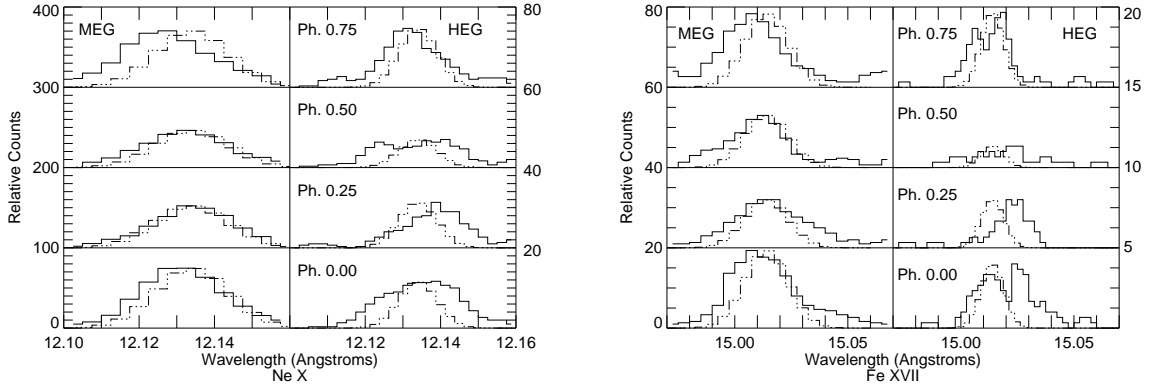 400
300
200
100
0
Relative Counts
MEG
Ph. 0.75
HEG
Ph. 0.50
Ph. 0.25
Ph. 0.00
80
60
40
20
12.10 12.12 12.14 12.12 12.14 12.16
Wavelength (Angstroms)
Ne X
80
60
40
20
0
Relative Counts
MEG
Ph. 0.75
HEG
Ph. 0.50
Ph. 0.25
Ph. 0.00
20
15
10
5
15.00 15.05 15.00 15.05
Wavelength (Angstroms)
Fe XVII